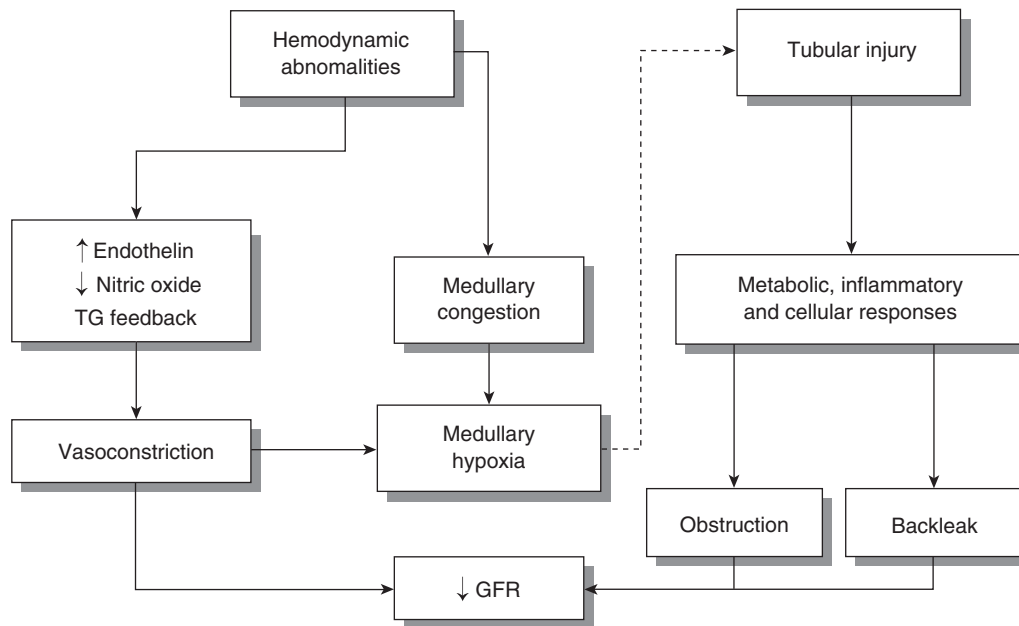 Hemodynamic
abnomalities
Tubular injury
↑ Endothelin
↓ Nitric oxide
TG feedback
Medullary
congestion
Metabolic, inflammatory
and cellular responses
Vasoconstriction
Medullary
hypoxia
Obstruction
Backleak
↓ GFR